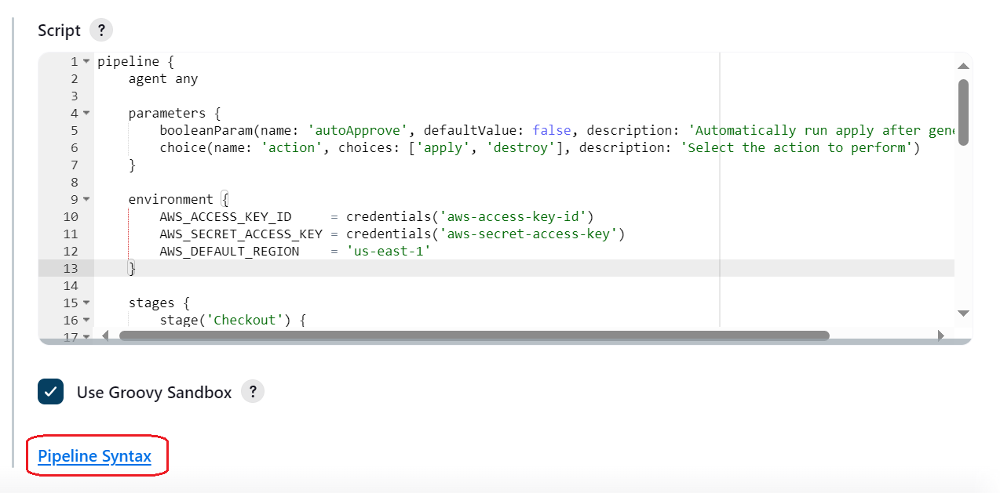 Script ?
1 pipeline {
2     agent any
3
4     parameters {
5         booleanParam(name: 'autoApprove', defaultValue: false, description: 'Automatically run apply after gene
6         choice(name: 'action', choices: ['apply', 'destroy'], description: 'Select the action to perform')
7     }
8
9     environment {
10         AWS_ACCESS_KEY_ID     = credentials('aws-access-key-id')
11         AWS_SECRET_ACCESS_KEY = credentials('aws-secret-access-key')
12         AWS_DEFAULT_REGION    = 'us-east-1'
13     }
14
15     stages {
16         stage('Checkout') {
17
Use Groovy Sandbox ?
Pipeline Syntax